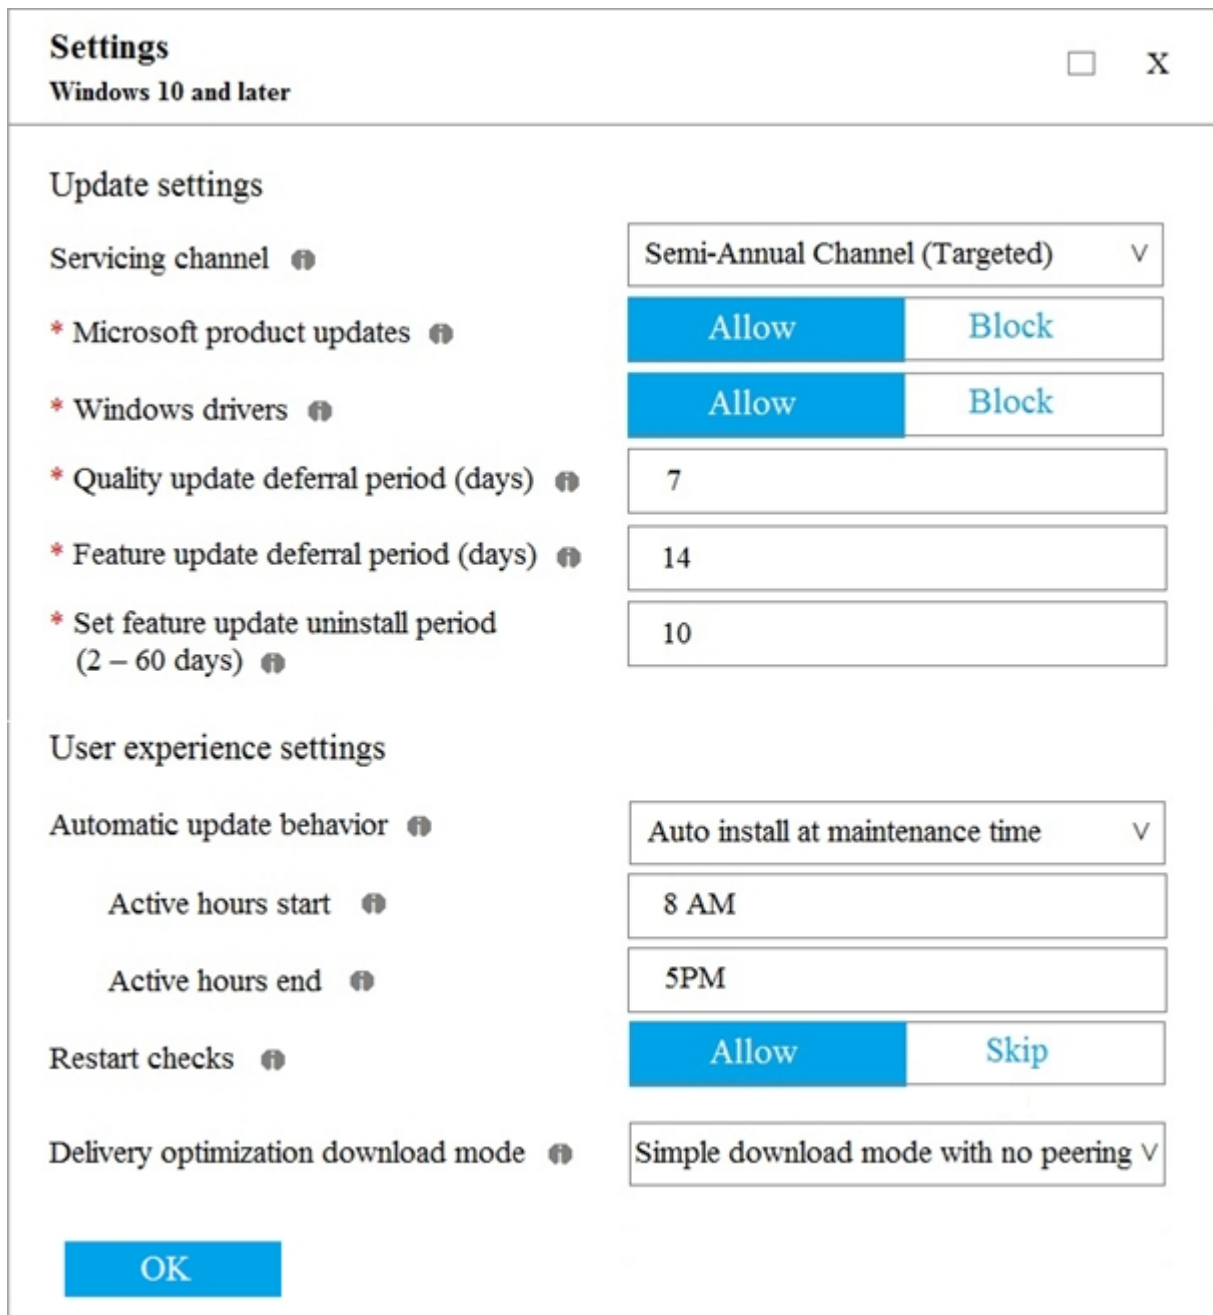 Settings
X
Windows 10 and later
Update settings
Servicing channel
Semi-Annual Channel (Targeted)
* Microsoft product updates
Allow
Block
* Windows drivers
Allow
Block
* Quality update deferral period (days)
7
* Feature update deferral period (days)
14
* Set feature update uninstall period
(2 – 60 days)
10
User experience settings
Automatic update behavior
Auto install at maintenance time
Active hours start
8 AM
Active hours end
5PM
Restart checks
Allow
Skip
Delivery optimization download mode
Simple download mode with no peering
OK